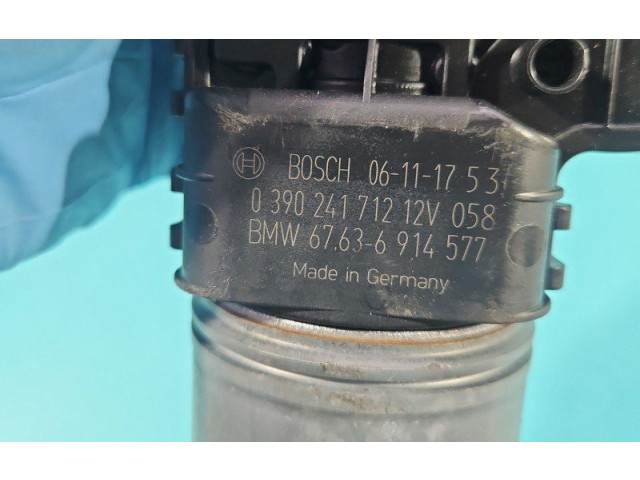 BOSCH 06-11-17 5 3
0 390 241 712 12V 058
BMW 67.63-6 914 577
Made in Germany